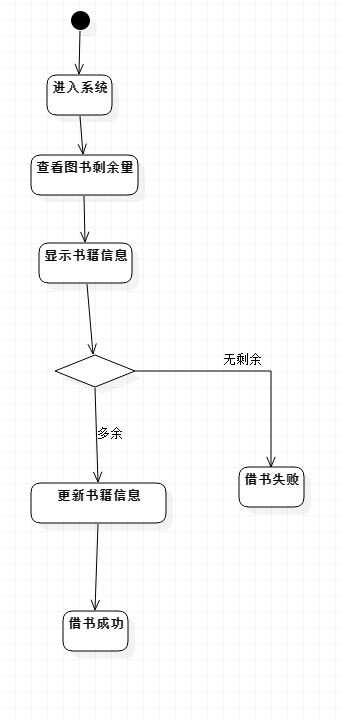 进入系统
查看图书剩余量
显示书籍信息
无剩余
多余
更新书籍信息
借书失败
借书成功